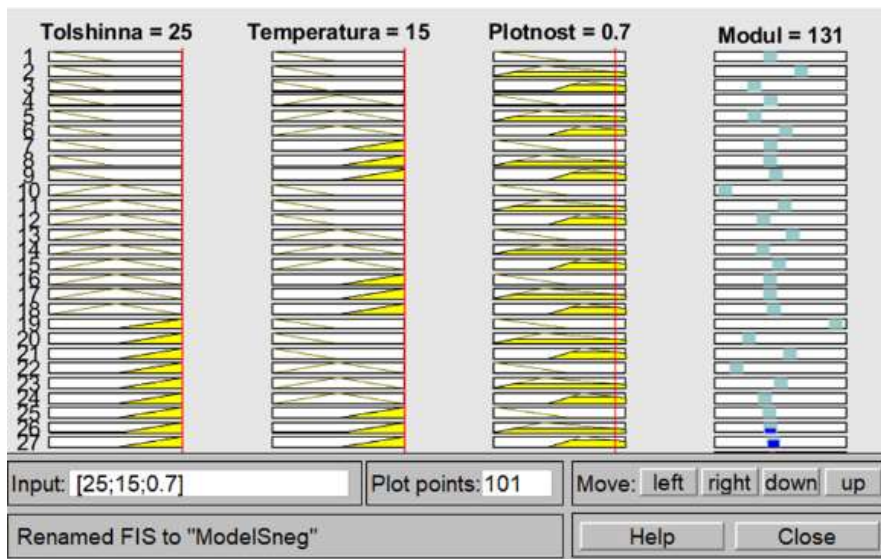 Tolshinna = 25
Temperatura = 15
Plotnost = 0.7
Modul = 131
1
2
3
4
5
6
7
8
9
10
11
12
13
14
15
16
17
18
19
20
21
22
23
24
25
26
27
Input: [25;15;0.7]
Plot points: 101
Move: left right down up
Renamed FIS to "ModelSneg"
Help
Close